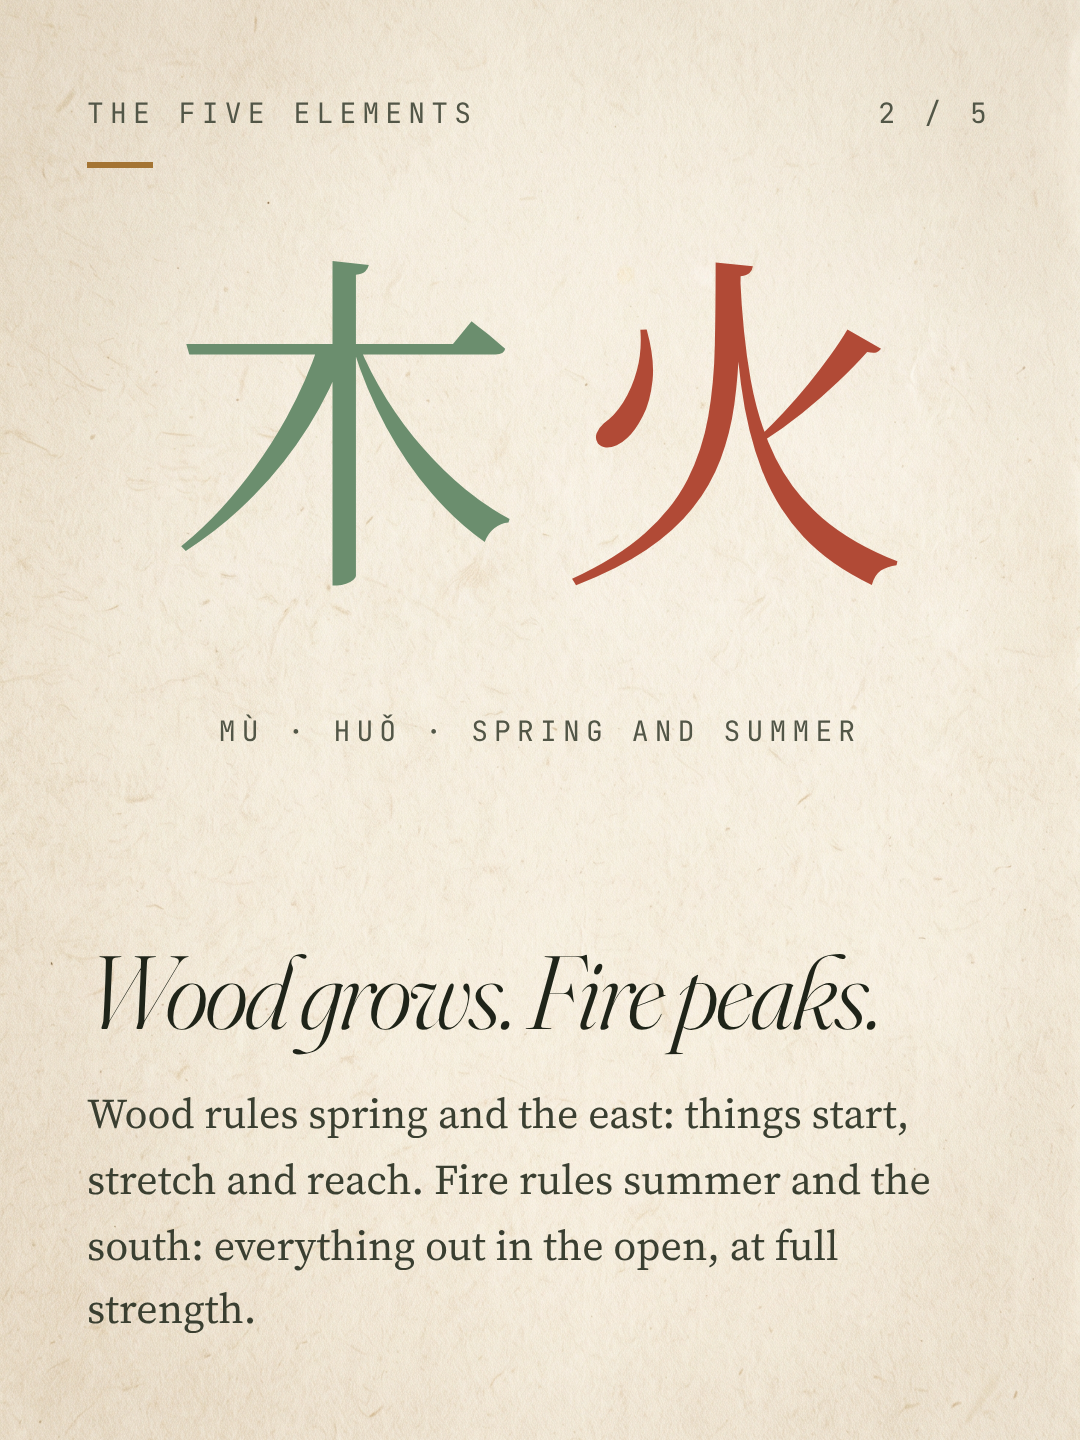 THE FIVE ELEMENTS
2 / 5
木火
MÙ · HUǑ · SPRING AND SUMMER
Wood grows. Fire peaks.
Wood rules spring and the east: things start,
stretch and reach. Fire rules summer and the
south: everything out in the open, at full
strength.